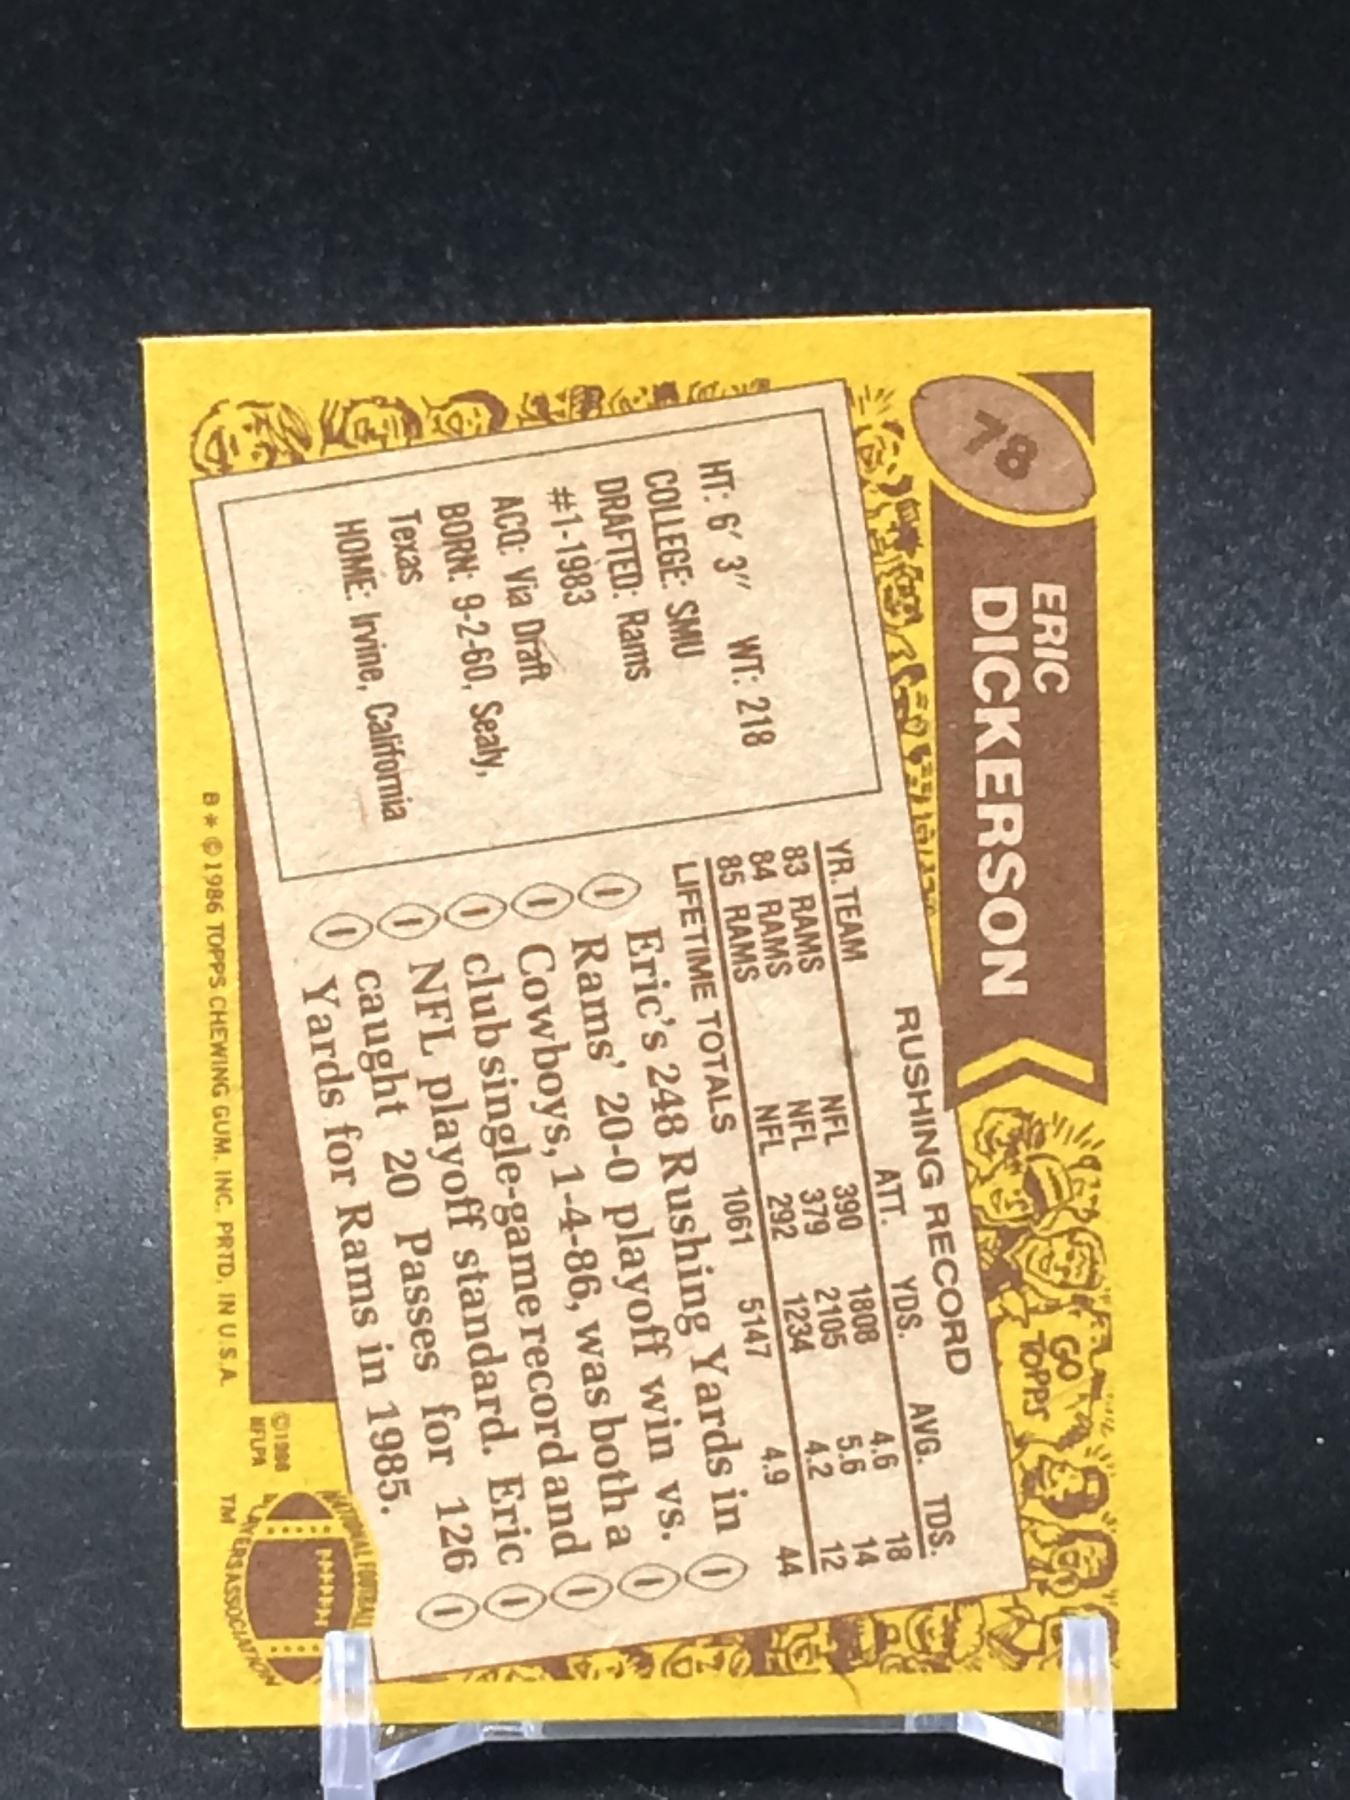 78
ERIC
DICKERSON
GO
TOPPS
HT: 6' 3" WT: 218
COLLEGE: SMU
DRAFTED: Rams
#1-1983
ACQ: Via Draft
BORN: 9-2-60, Sealy,
Texas
HOME: Irvine, California
RUSHING RECORD
YR. TEAM ATT. YDS. AVG. TDS.
83 RAMS NFL 390 1808 4.6 18
84 RAMS NFL 379 2105 5.6 14
85 RAMS NFL 292 1234 4.2 12
LIFETIME TOTALS 1061 5147 4.9 44
Eric's 248 Rushing Yards in
Rams' 20-0 playoff win vs.
Cowboys, 1-4-86, was both a
club single-game record and
NFL playoff standard. Eric
caught 20 Passes for 126
Yards for Rams in 1985.
B * © 1986 TOPPS CHEWING GUM, INC. PRTD. IN U.S.A.
© 1986
NFLPA
TM
NATIONAL FOOTBALL
PLAYERS ASSOCIATION